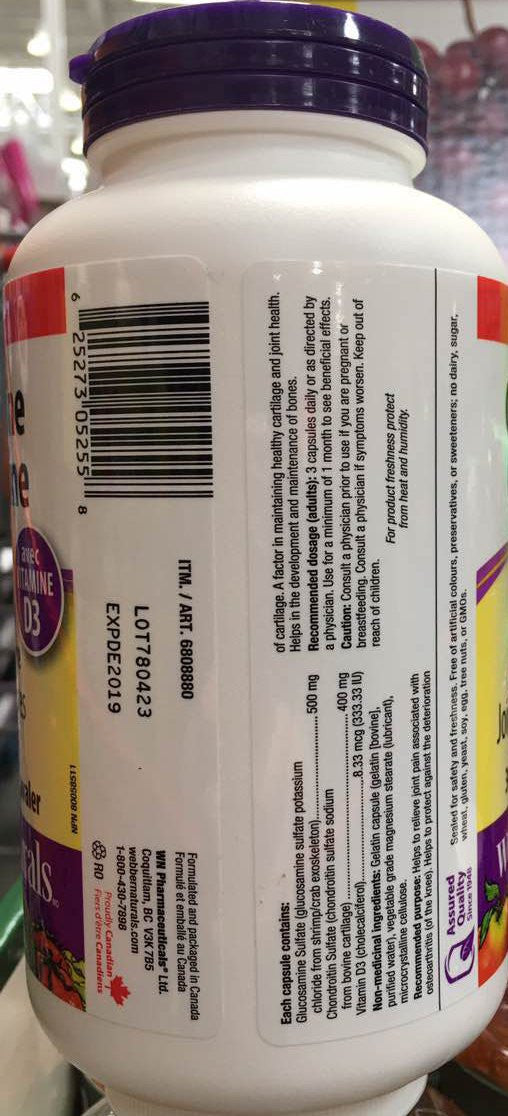 Each capsule contains:
Glucosamine Sulfate (glucosamine sulfate potassium
chloride from shrimp/crab exoskeleton) 500 mg
Chondroitin Sulfate (chondroitin sulfate sodium
from bovine cartilage) 400 mg
Vitamin D3 (cholecalciferol) 8.33 mcg (333.33 IU)
Non-medicinal ingredients: Gelatin capsule (gelatin [bovine],
purified water), vegetable grade magnesium stearate (lubricant),
microcrystalline cellulose.
Recommended purpose: Helps to relieve joint pain associated with
osteoarthritis (of the knee). Helps to protect against the deterioration
of cartilage. A factor in maintaining healthy cartilage and joint health.
Helps in the development and maintenance of bones.
Recommended dosage (adults): 3 capsules daily or as directed by
a physician. Use for a minimum of 1 month to see beneficial effects.
Caution: Consult a physician prior to use if you are pregnant or
breastfeeding. Consult a physician if symptoms worsen. Keep out of
reach of children.
For product freshness protect
from heat and humidity.
Assured
Quality
Since 1946
Sealed for safety and freshness. Free of artificial colours, preservatives, or sweeteners; no dairy, sugar,
wheat, gluten, yeast, soy, egg, tree nuts, or GMOs.
Formulated and packaged in Canada
Formulé et emballé au Canada
WN Pharmaceuticals® Ltd.
Coquitlam, BC V3K 7B5
webbernaturals.com
1-800-430-7898
RD
Proudly Canadian
Fiers d'être Canadiens
ITM. / ART. 6808880
LOT780423
EXPDE2019
6 25273 05255 8
avec
VITAMINE
D3